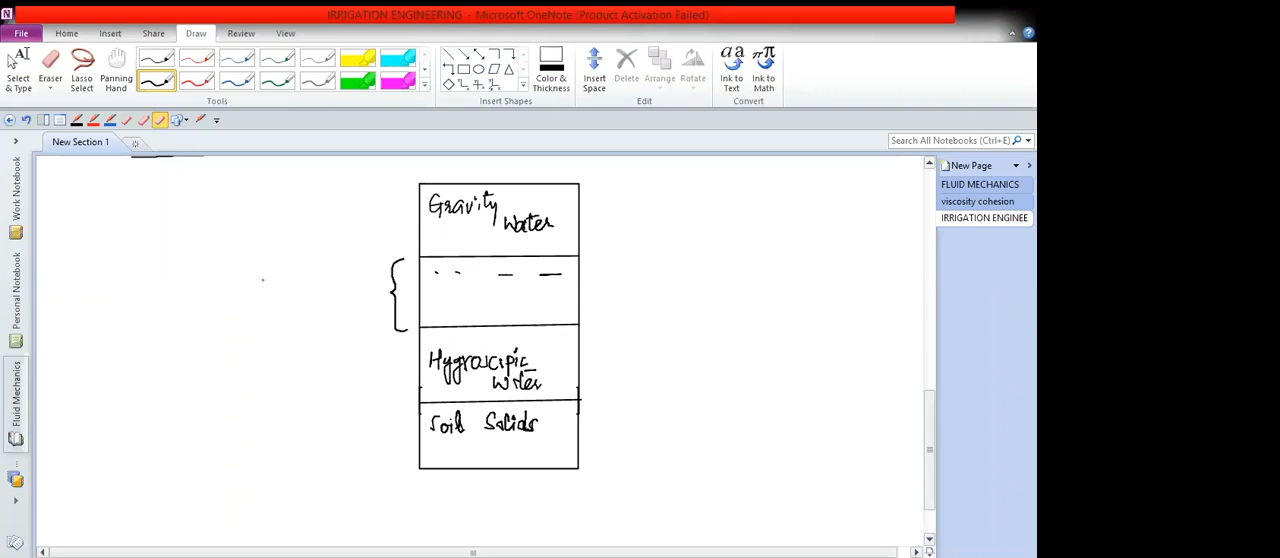 IRRIGATION ENGINEERING - Microsoft OneNote (Product Activation Failed)
File Home Insert Share Draw Review View
Select & Type
Eraser
Lasso Select
Panning Hand
Color & Thickness
Insert Space
Delete
Arrange
Rotate
Ink to Text
Ink to Math
Tools
Insert Shapes
Edit
Convert
New Section 1
Search All Notebooks (Ctrl+E)
New Page
FLUID MECHANICS
viscosity cohesion
IRRIGATION ENGINEE
Work Notebook
Personal Notebook
Fluid Mechanics
Gravity
Water
Hygroscipic
Water
Soil Solids